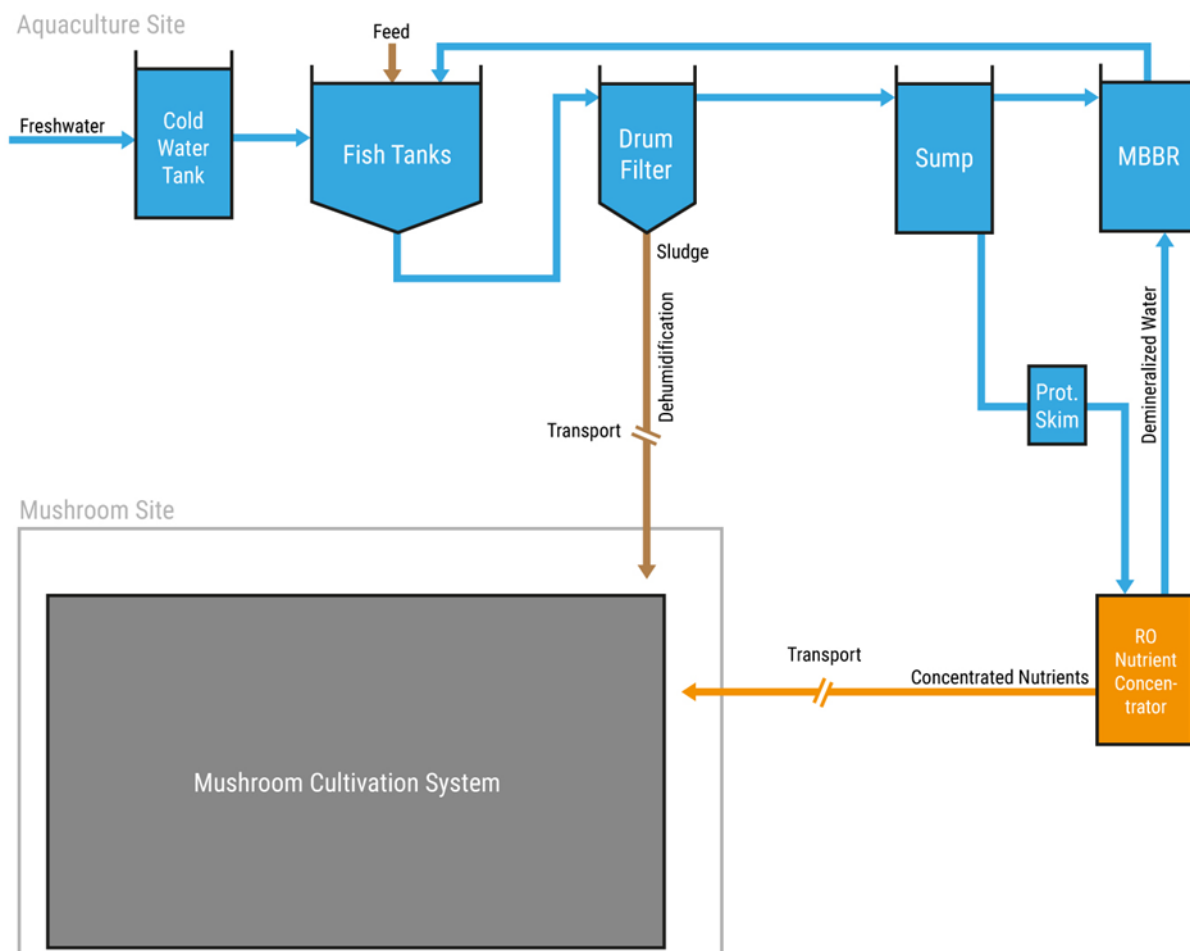 Aquaculture Site
Feed
Freshwater
Cold
Water
Tank
Fish Tanks
Drum
Filter
Sump
MBBR
Sludge
Dehumidification
Transport
Prot.
Skim
Demineralized Water
Mushroom Site
RO
Nutrient
Concen-
trator
Transport
Concentrated Nutrients
Mushroom Cultivation System